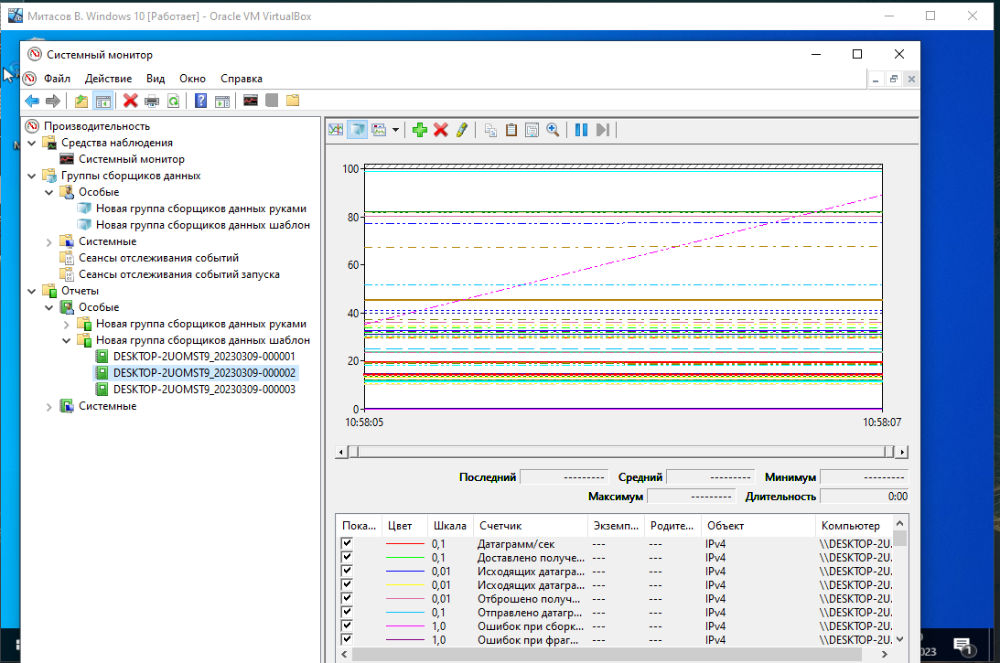 Митасов В. Windows 10 [Работает] - Oracle VM VirtualBox
Системный монитор
Файл Действие Вид Окно Справка
Производительность
Средства наблюдения
Системный монитор
Группы сборщиков данных
Особые
Новая группа сборщиков данных руками
Новая группа сборщиков данных шаблон
Системные
Сеансы отслеживания событий
Сеансы отслеживания событий запуска
Отчеты
Особые
Новая группа сборщиков данных руками
Новая группа сборщиков данных шаблон
DESKTOP-2UOMST9_20230309-000001
DESKTOP-2UOMST9_20230309-000002
DESKTOP-2UOMST9_20230309-000003
Системные
100
80
60
40
20
0
10:58:05 10:58:07
Последний --------- Средний --------- Минимум ---------
Максимум --------- Длительность 0:00
Пока... Цвет Шкала Счетчик Экземп... Родите... Объект Компьютер
0,1 Датаграмм/сек --- --- IPv4 \\DESKTOP-2U.
0,1 Доставлено получе... --- --- IPv4 \\DESKTOP-2U.
0,01 Исходящих датагра... --- --- IPv4 \\DESKTOP-2U.
0,01 Исходящих датагра... --- --- IPv4 \\DESKTOP-2U.
0,01 Отброшено получ... --- --- IPv4 \\DESKTOP-2U.
0,1 Отправлено датагр... --- --- IPv4 \\DESKTOP-2U.
1,0 Ошибок при сборк... --- --- IPv4 \\DESKTOP-2U.
1,0 Ошибок при фраг... --- --- IPv4 \\DESKTOP-2U.
023
1